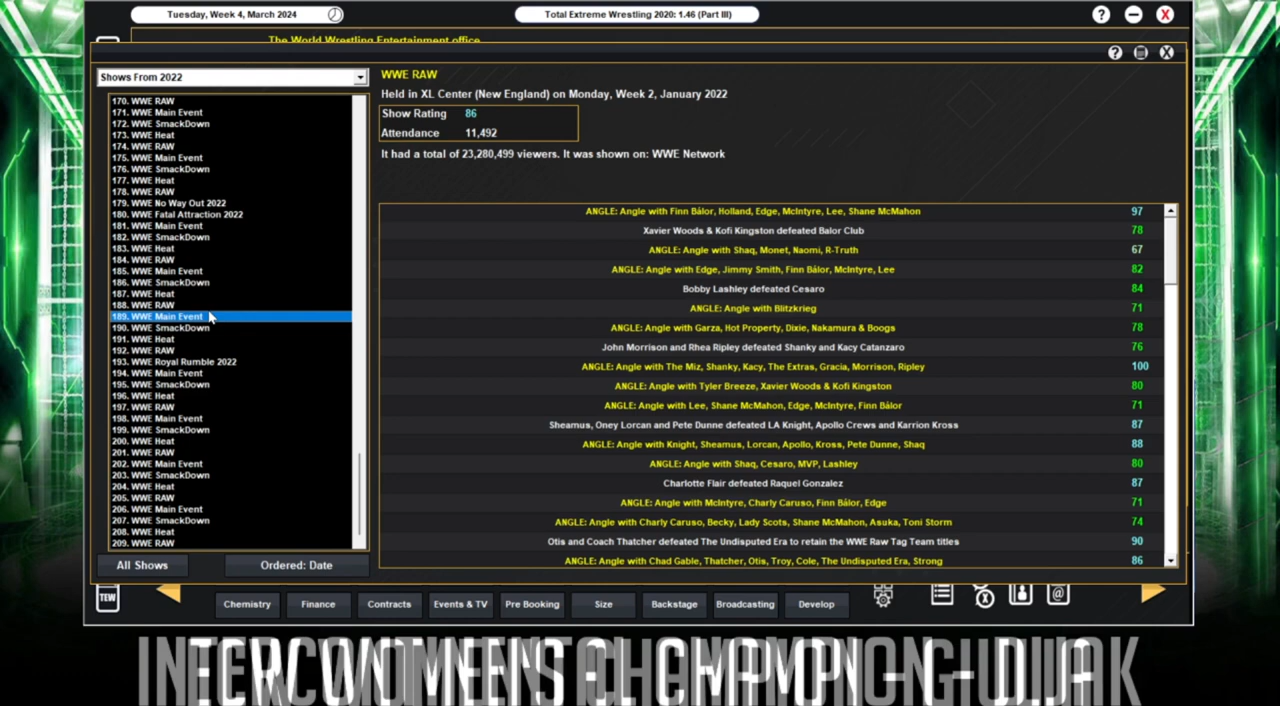 Tuesday, Week 4, March 2024
Total Extreme Wrestling 2020: 1.46 (Part III)
? X
The World Wrestling Entertainment office
? X
Shows From 2022
170. WWE RAW
171. WWE Main Event
172. WWE SmackDown
173. WWE Heat
174. WWE RAW
175. WWE Main Event
176. WWE SmackDown
177. WWE Heat
178. WWE RAW
179. WWE No Way Out 2022
180. WWE Fatal Attraction 2022
181. WWE Main Event
182. WWE SmackDown
183. WWE Heat
184. WWE RAW
185. WWE Main Event
186. WWE SmackDown
187. WWE Heat
188. WWE RAW
189. WWE Main Event
190. WWE SmackDown
191. WWE Heat
192. WWE RAW
193. WWE Royal Rumble 2022
194. WWE Main Event
195. WWE SmackDown
196. WWE Heat
197. WWE RAW
198. WWE Main Event
199. WWE SmackDown
200. WWE Heat
201. WWE RAW
202. WWE Main Event
203. WWE SmackDown
204. WWE Heat
205. WWE RAW
206. WWE Main Event
207. WWE SmackDown
208. WWE Heat
209. WWE RAW
All Shows
Ordered: Date
WWE RAW
Held in XL Center (New England) on Monday, Week 2, January 2022
Show Rating 86
Attendance 11,492
It had a total of 23,280,499 viewers. It was shown on: WWE Network
ANGLE: Angle with Finn Bálor, Holland, Edge, McIntyre, Lee, Shane McMahon 97
Xavier Woods & Kofi Kingston defeated Balor Club 78
ANGLE: Angle with Shaq, Monet, Naomi, R-Truth 67
ANGLE: Angle with Edge, Jimmy Smith, Finn Bálor, McIntyre, Lee 82
Bobby Lashley defeated Cesaro 84
ANGLE: Angle with Blitzkrieg 71
ANGLE: Angle with Garza, Hot Property, Dixie, Nakamura & Boogs 78
John Morrison and Rhea Ripley defeated Shanky and Kacy Catanzaro 76
ANGLE: Angle with The Miz, Shanky, Kacy, The Extras, Gracia, Morrison, Ripley 100
ANGLE: Angle with Tyler Breeze, Xavier Woods & Kofi Kingston 80
ANGLE: Angle with Lee, Shane McMahon, Edge, McIntyre, Finn Bálor 71
Sheamus, Oney Lorcan and Pete Dunne defeated LA Knight, Apollo Crews and Karrion Kross 87
ANGLE: Angle with Knight, Sheamus, Lorcan, Apollo, Kross, Pete Dunne, Shaq 88
ANGLE: Angle with Shaq, Cesaro, MVP, Lashley 80
Charlotte Flair defeated Raquel Gonzalez 87
ANGLE: Angle with McIntyre, Charly Caruso, Finn Bálor, Edge 71
ANGLE: Angle with Charly Caruso, Becky, Lady Scots, Shane McMahon, Asuka, Toni Storm 74
Otis and Coach Thatcher defeated The Undisputed Era to retain the WWE Raw Tag Team titles 90
ANGLE: Angle with Chad Gable, Thatcher, Otis, Troy, Cole, The Undisputed Era, Strong 86
TEW
Chemistry
Finance
Contracts
Events & TV
Pre Booking
Size
Backstage
Broadcasting
Develop